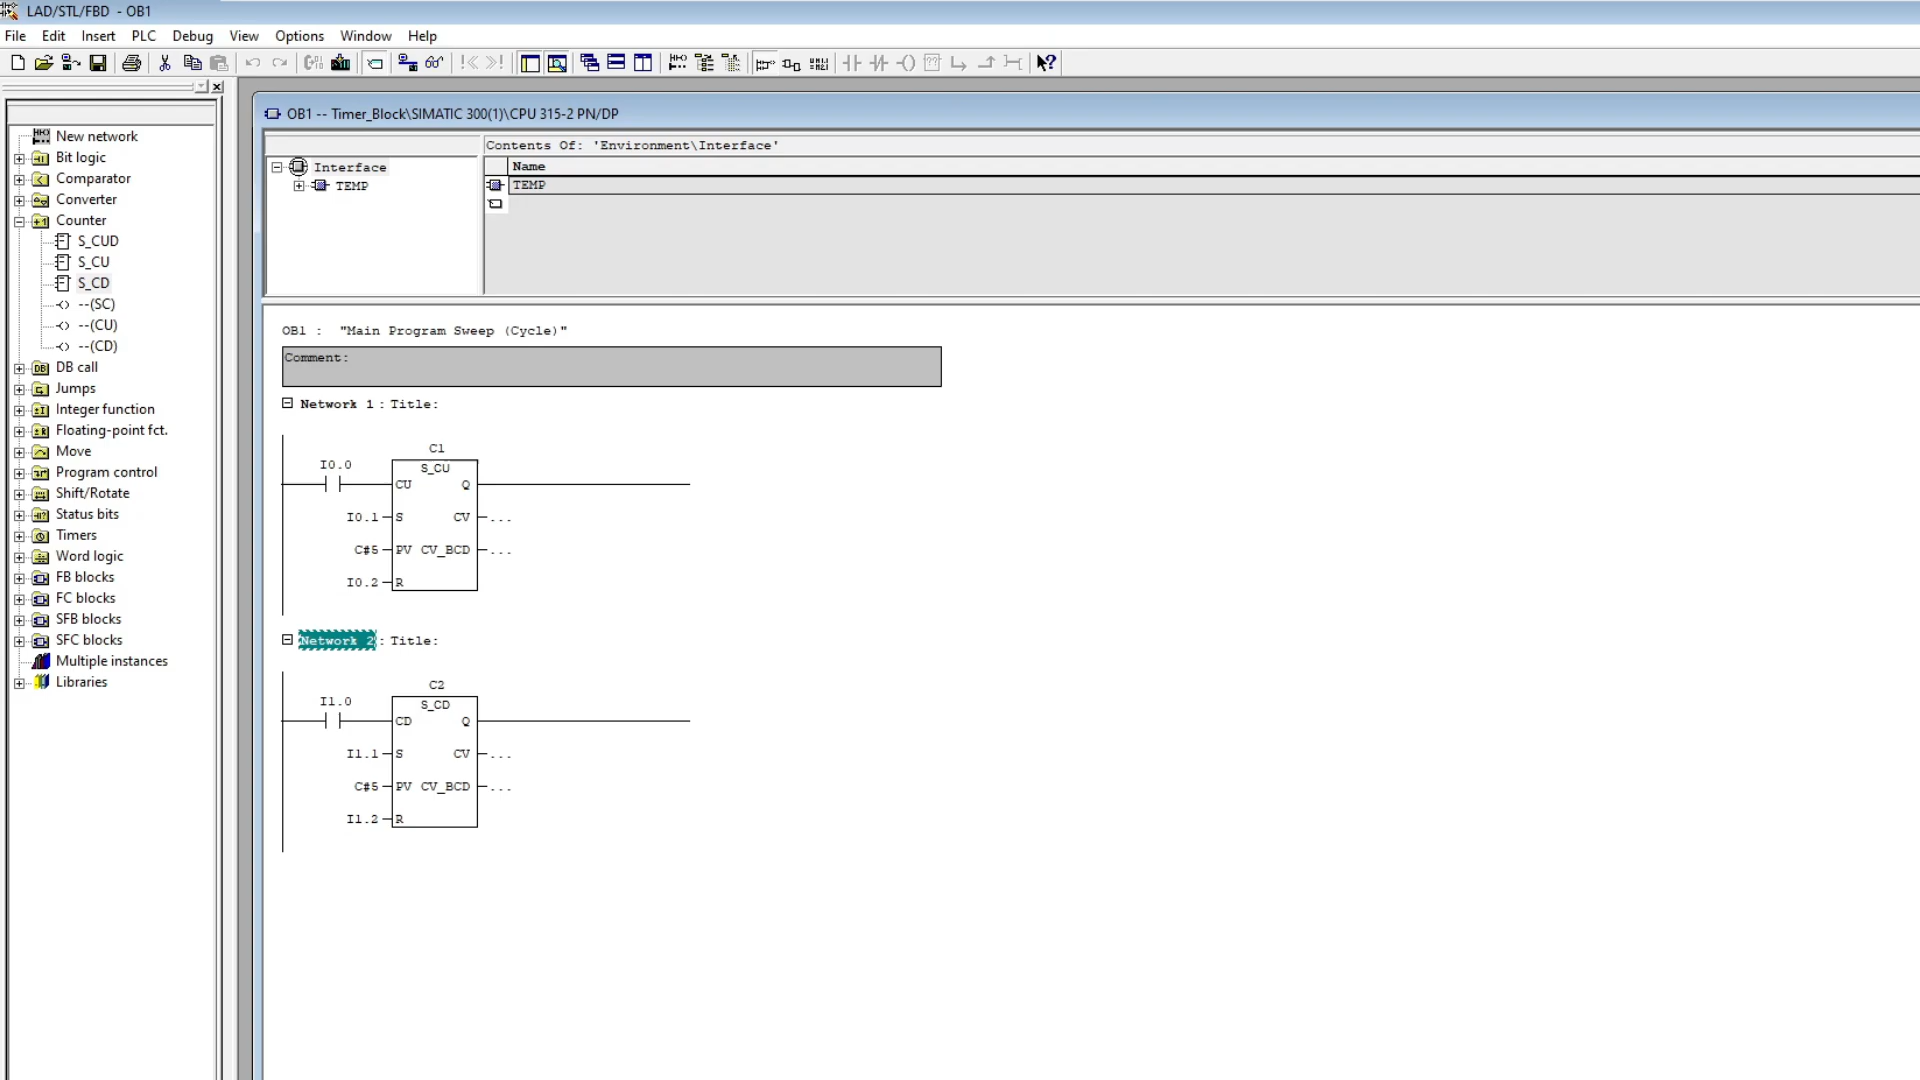 LAD/STL/FBD - OB1
File Edit Insert PLC Debug View Options Window Help
New network
Bit logic
Comparator
Converter
Counter
S_CUD
S_CU
S_CD
--(SC)
--(CU)
--(CD)
DB call
Jumps
Integer function
Floating-point fct.
Move
Program control
Shift/Rotate
Status bits
Timers
Word logic
FB blocks
FC blocks
SFB blocks
SFC blocks
Multiple instances
Libraries
OB1 -- Timer_Block\SIMATIC 300(1)\CPU 315-2 PN/DP
Interface
TEMP
Contents Of: 'Environment\Interface'
Name
TEMP
OB1 : "Main Program Sweep (Cycle)"
Comment:
Network 1 : Title:
C1
I0.0 S_CU
CU Q
I0.1 S CV ...
C#5 PV CV_BCD ...
I0.2 R
Network 2 : Title:
C2
I1.0 S_CD
CD Q
I1.1 S CV ...
C#5 PV CV_BCD ...
I1.2 R